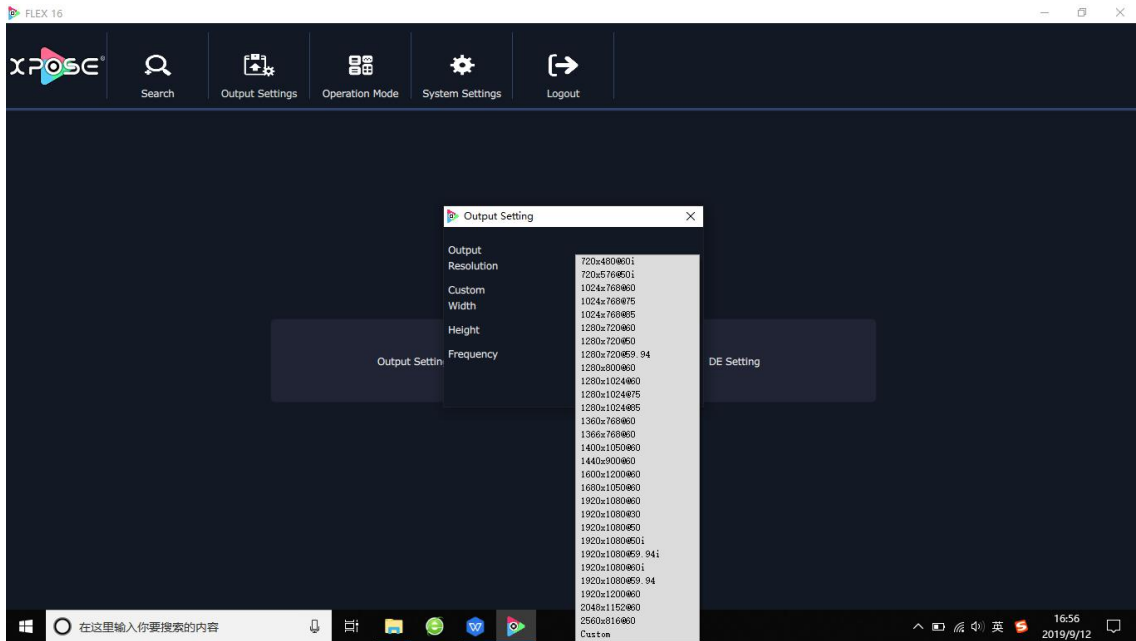 FLEX 16
XPOSE®
Search
Output Settings
Operation Mode
System Settings
Logout
Output Setting
Output
Resolution
Custom
Width
Height
Frequency
Output Settin
DE Setting
720x480@60i
720x576@50i
1024x768@60
1024x768@75
1024x768@85
1280x720@60
1280x720@50
1280x720@59.94
1280x800@60
1280x1024@60
1280x1024@75
1280x1024@85
1360x768@60
1366x768@60
1400x1050@60
1440x900@60
1600x1200@60
1680x1050@60
1920x1080@60
1920x1080@30
1920x1080@50
1920x1080@50i
1920x1080@59.94i
1920x1080@60i
1920x1080@59.94
1920x1200@60
2048x1152@60
2560x816@60
Custom
在这里输入你要搜索的内容
英
16:56
2019/9/12